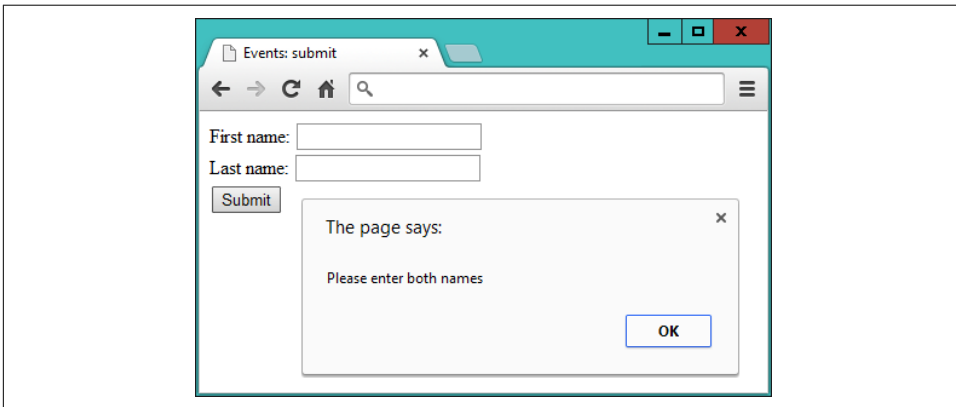 Events: submit
First name:
Last name:
Submit
The page says:
Please enter both names
OK